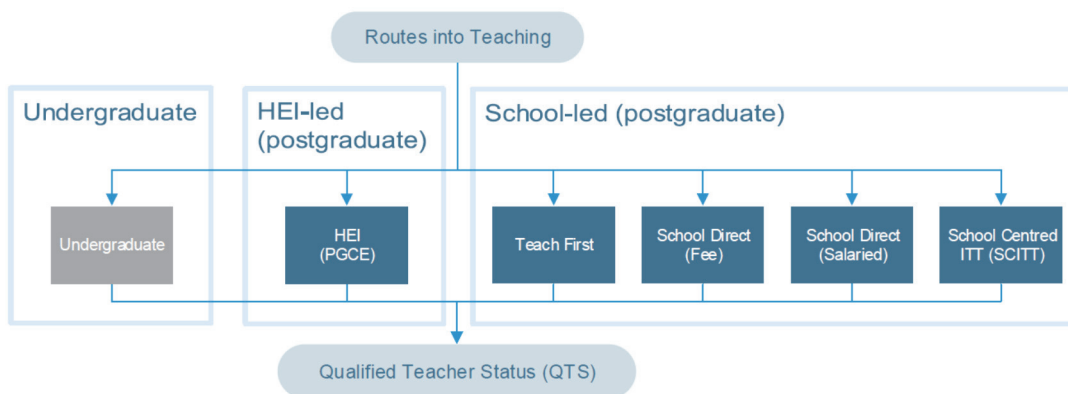 Routes into Teaching
Undergraduate
HEI-led
(postgraduate)
School-led (postgraduate)
Undergraduate
HEI
(PGCE)
Teach First
School Direct
(Fee)
School Direct
(Salaried)
School Centred
ITT (SCITT)
Qualified Teacher Status (QTS)